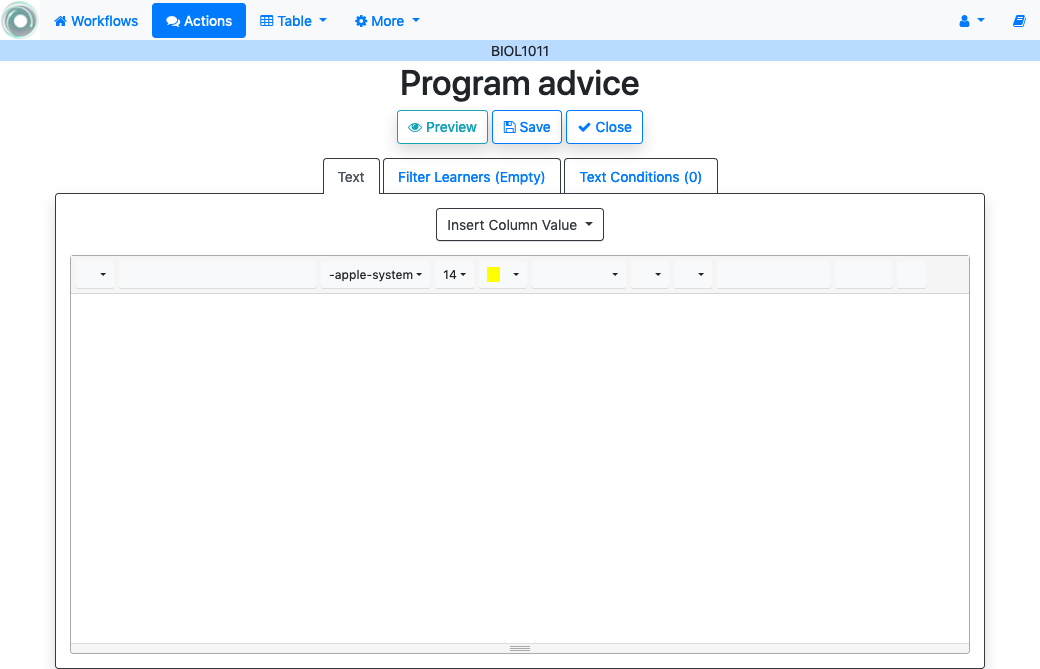 Workflows Actions Table More
BIOL1011
Program advice
Preview Save Close
Text Filter Learners (Empty) Text Conditions (0)
Insert Column Value
-apple-system 14